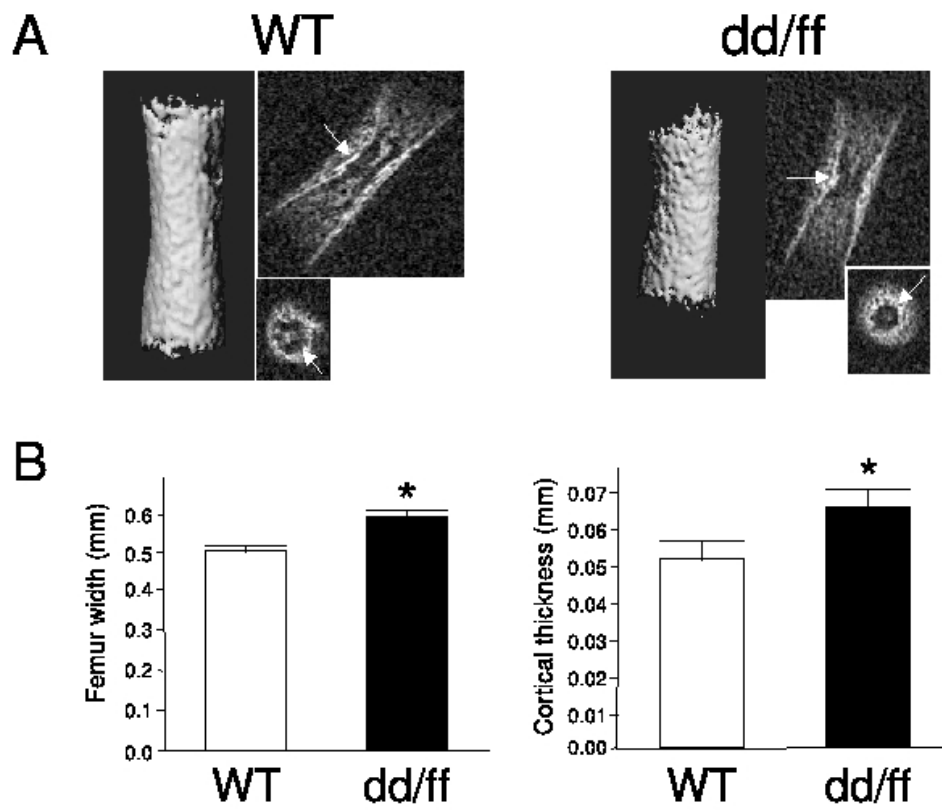 A
WT
dd/ff
B
Femur width (mm)
0.6
0.5
0.4
0.3
0.2
0.1
0.0
*
WT
dd/ff
Cortical thickness (mm)
0.07
0.06
0.05
0.04
0.03
0.02
0.01
0.00
*
WT
dd/ff